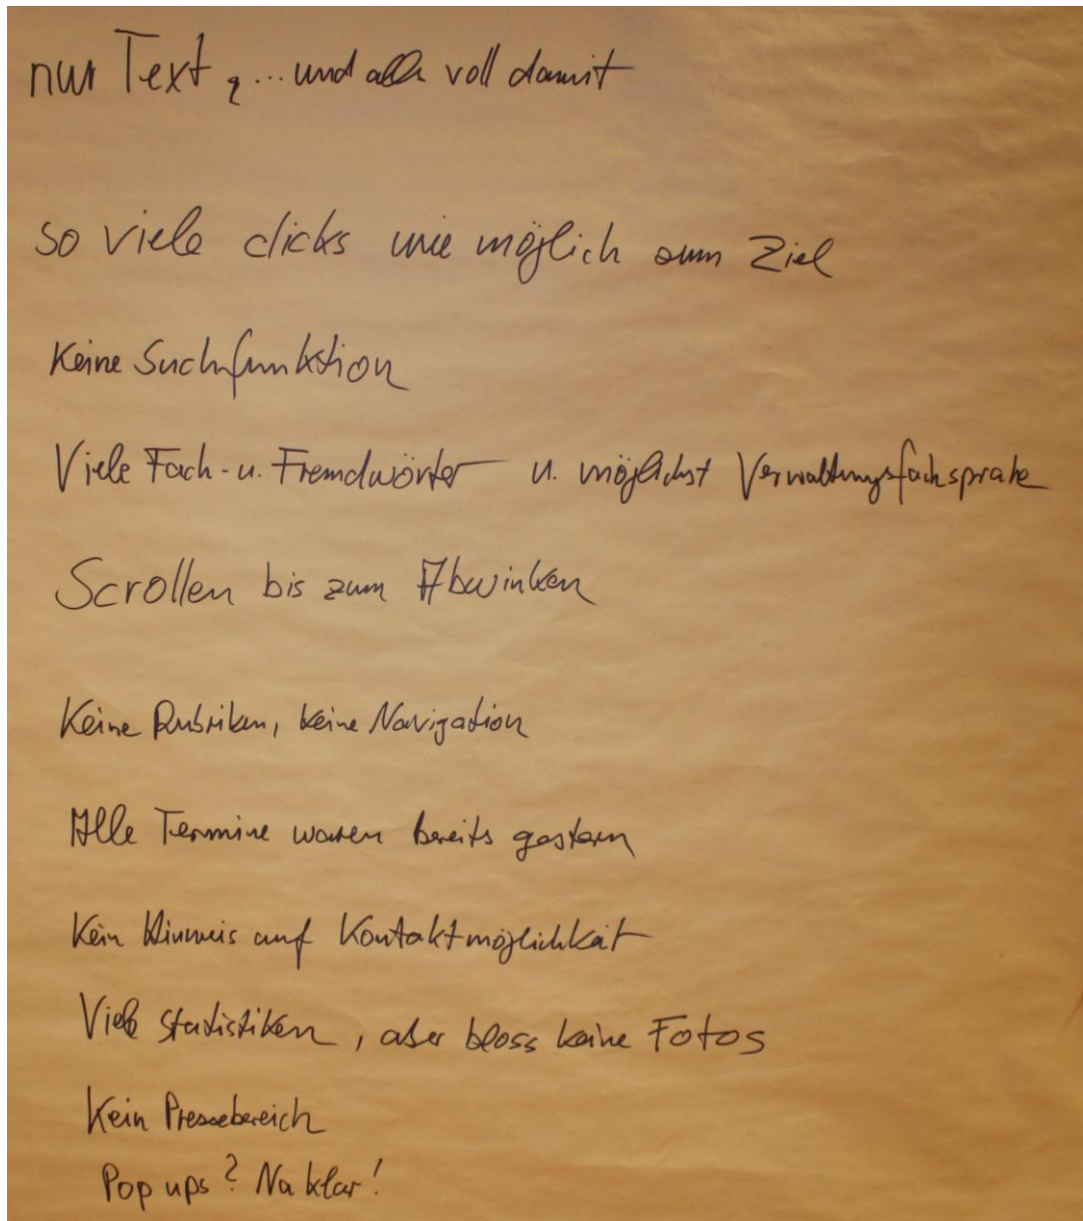 nur Text, ... und alles voll damit
so viele clicks wie möglich zum Ziel
Keine Suchfunktion
Viele Fach- u. Fremdwörter u. möglichst Verwaltungsfachsprache
Scrollen bis zum Abwinken
Keine Rubriken, keine Navigation
Alle Termine waren bereits gestern
Kein Hinweis auf Kontaktmöglichkeit
Viele Statistiken, aber bloss keine Fotos
Kein Pressebereich
Pop ups? Na klar!